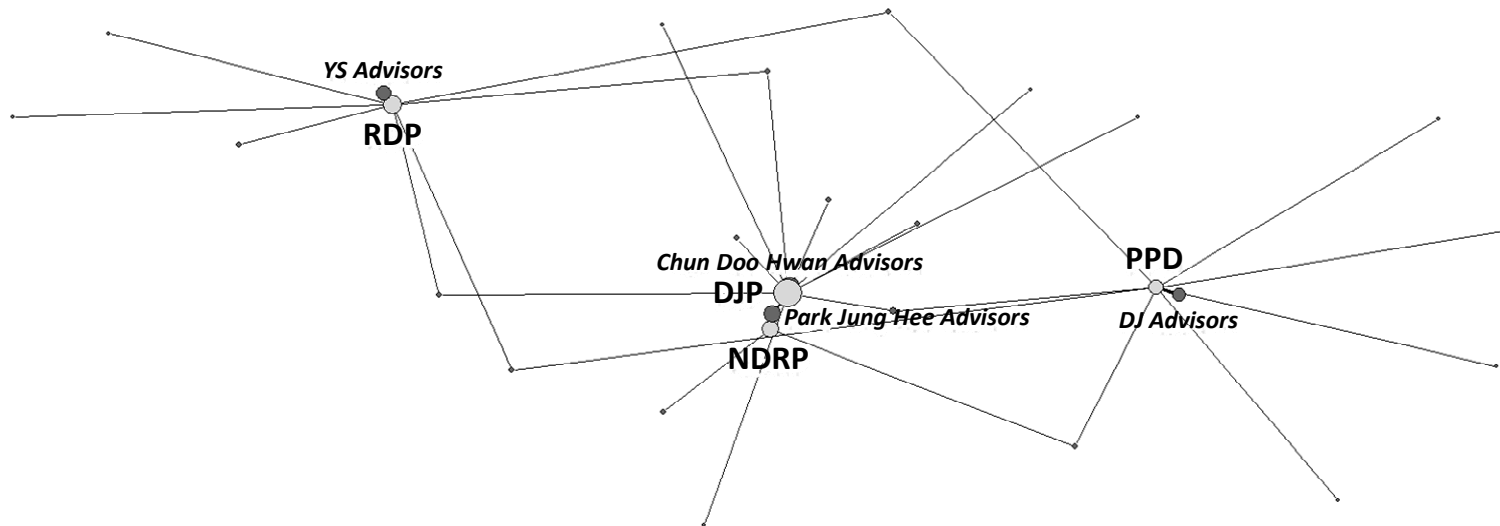 YS Advisors
RDP
Chun Doo Hwan Advisors
PPD
DJP
Park Jung Hee Advisors
DJ Advisors
NDRP